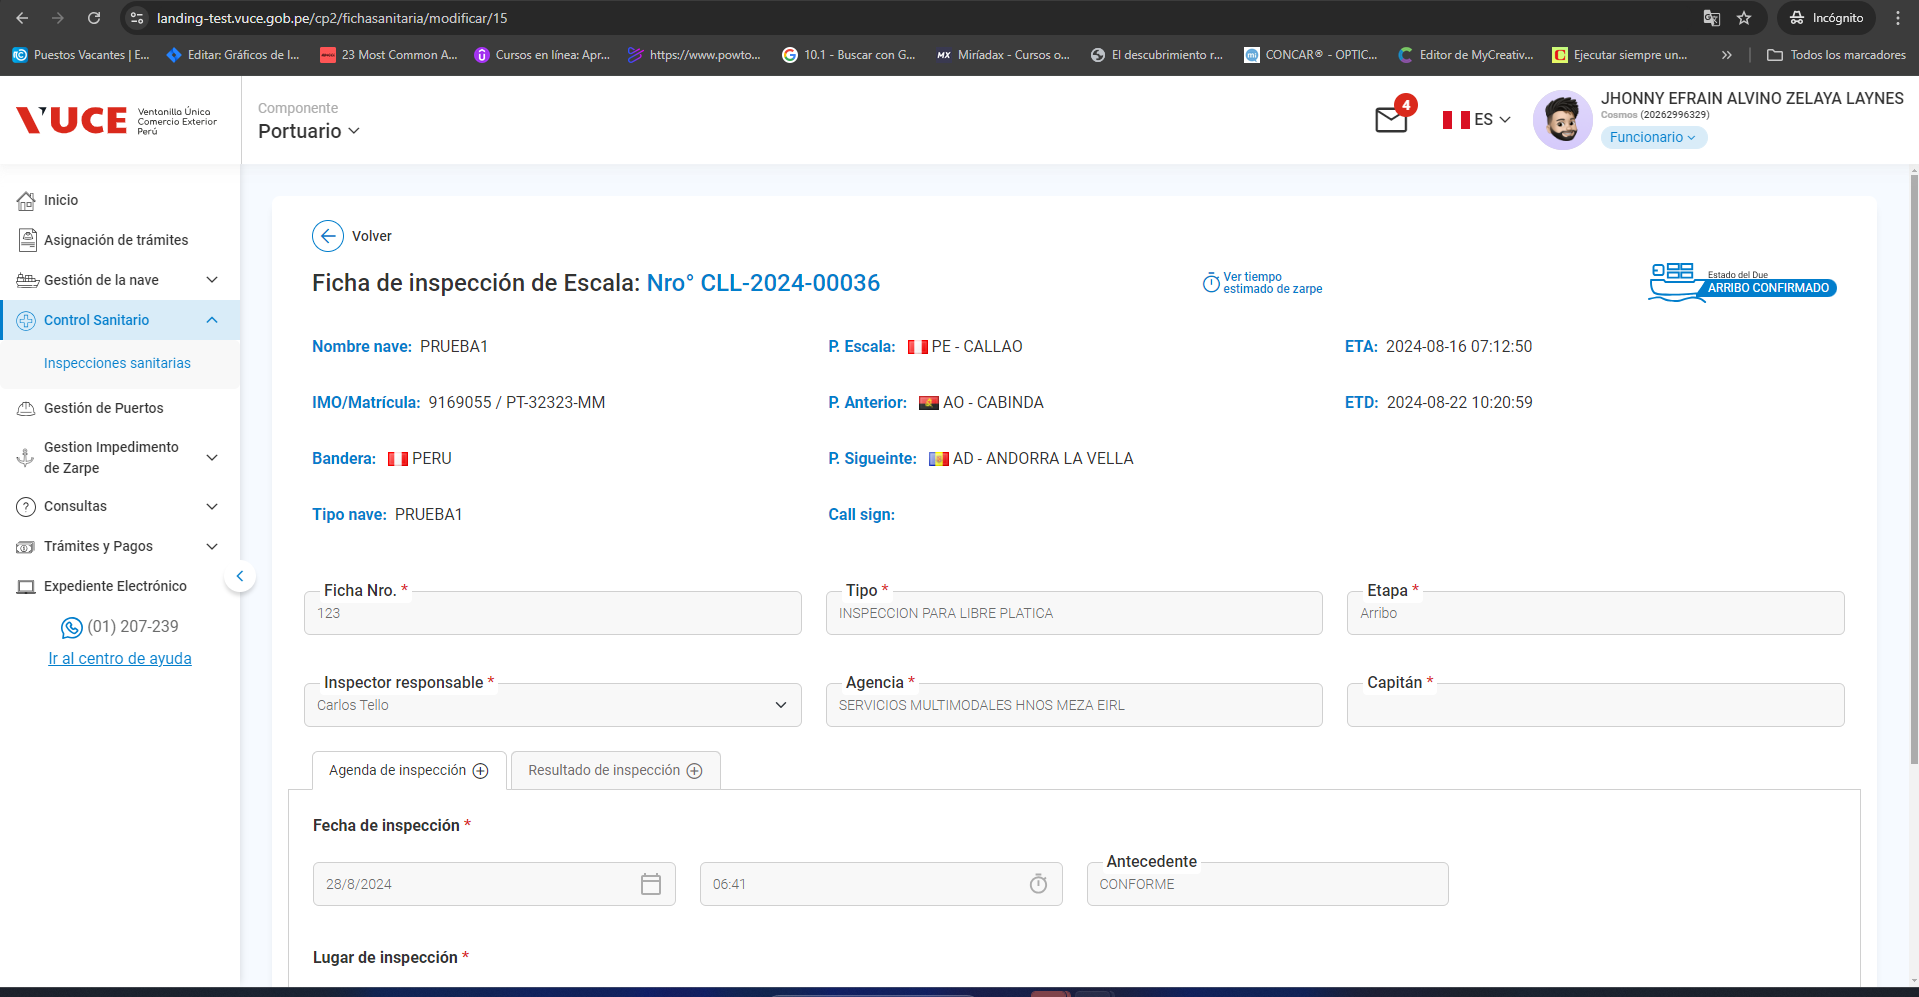 landing-test.vuce.gob.pe/cp2/fichasanitaria/modificar/15
Incógnito
Puestos Vacantes | E...
Editar: Gráficos de l...
23 Most Common A...
Cursos en línea: Apr...
https://www.powto...
10.1 - Buscar con G...
Miríadax - Cursos o...
El descubrimiento r...
CONCAR® - OPTIC...
Editor de MyCreativ...
Ejecutar siempre un...
Todos los marcadores
VUCE
Ventanilla Única
Comercio Exterior
Perú
Componente
Portuario
4
ES
JHONNY EFRAIN ALVINO ZELAYA LAYNES
Cosmos (20262996329)
Funcionario
Inicio
Asignación de trámites
Gestión de la nave
Control Sanitario
Inspecciones sanitarias
Gestión de Puertos
Gestion Impedimento
de Zarpe
Consultas
Trámites y Pagos
Expediente Electrónico
(01) 207-239
Ir al centro de ayuda
Volver
Ficha de inspección de Escala: Nro° CLL-2024-00036
Ver tiempo
estimado de zarpe
Estado del Due
ARRIBO CONFIRMADO
Nombre nave: PRUEBA1
P. Escala: PE - CALLAO
ETA: 2024-08-16 07:12:50
IMO/Matrícula: 9169055 / PT-32323-MM
P. Anterior: AO - CABINDA
ETD: 2024-08-22 10:20:59
Bandera: PERU
P. Sigueinte: AD - ANDORRA LA VELLA
Tipo nave: PRUEBA1
Call sign:
Ficha Nro. *
123
Tipo *
INSPECCION PARA LIBRE PLATICA
Etapa *
Arribo
Inspector responsable *
Carlos Tello
Agencia *
SERVICIOS MULTIMODALES HNOS MEZA EIRL
Capitán *
Agenda de inspección
Resultado de inspección
Fecha de inspección *
28/8/2024
06:41
Antecedente
CONFORME
Lugar de inspección *